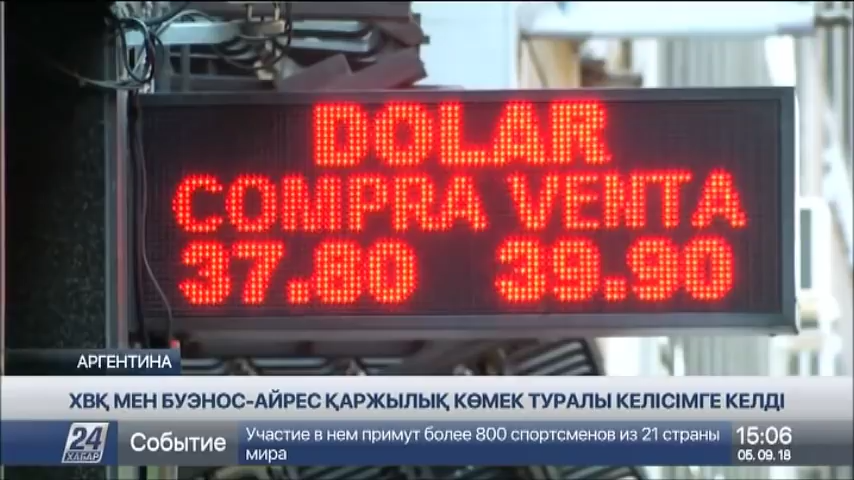 DOLAR
COMPRA VENTA
37.80 39.90
АРГЕНТИНА
ХВҚ МЕН БУЭНОС-АЙРЕС ҚАРЖЫЛЫҚ КӨМЕК ТУРАЛЫ КЕЛІСІМГЕ КЕЛДІ
24
ХАБАР
Событие
Участие в нем примут более 800 спортсменов из 21 страны
мира
15:06
05.09.18